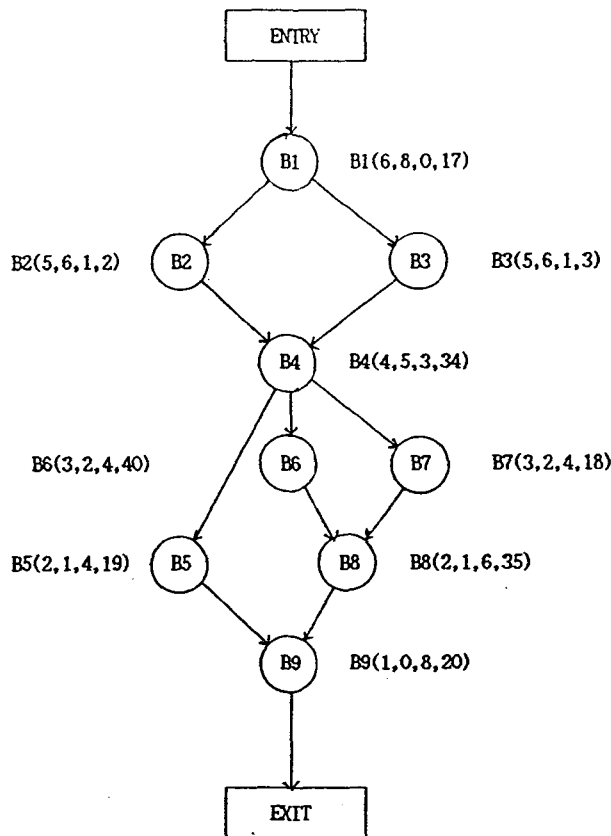 ENTRY
B1 B1(6,8,0,17)
B2(5,6,1,2) B2 B3 B3(5,6,1,3)
B4 B4(4,5,3,34)
B6(3,2,4,40) B6 B7 B7(3,2,4,18)
B5(2,1,4,19) B5 B8 B8(2,1,6,35)
B9 B9(1,0,8,20)
EXIT